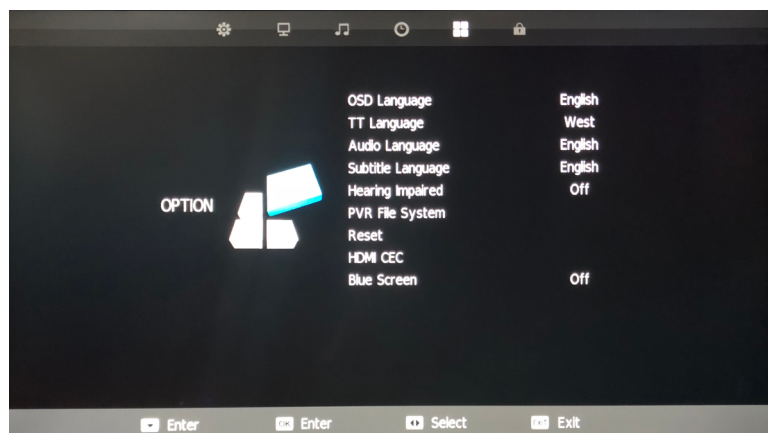 OSD Language English
TT Language West
Audio Language English
Subtitle Language English
Hearing Impaired Off
OPTION
PVR File System
Reset
HDMI CEC
Blue Screen Off
Enter OK Enter Select EXIT Exit